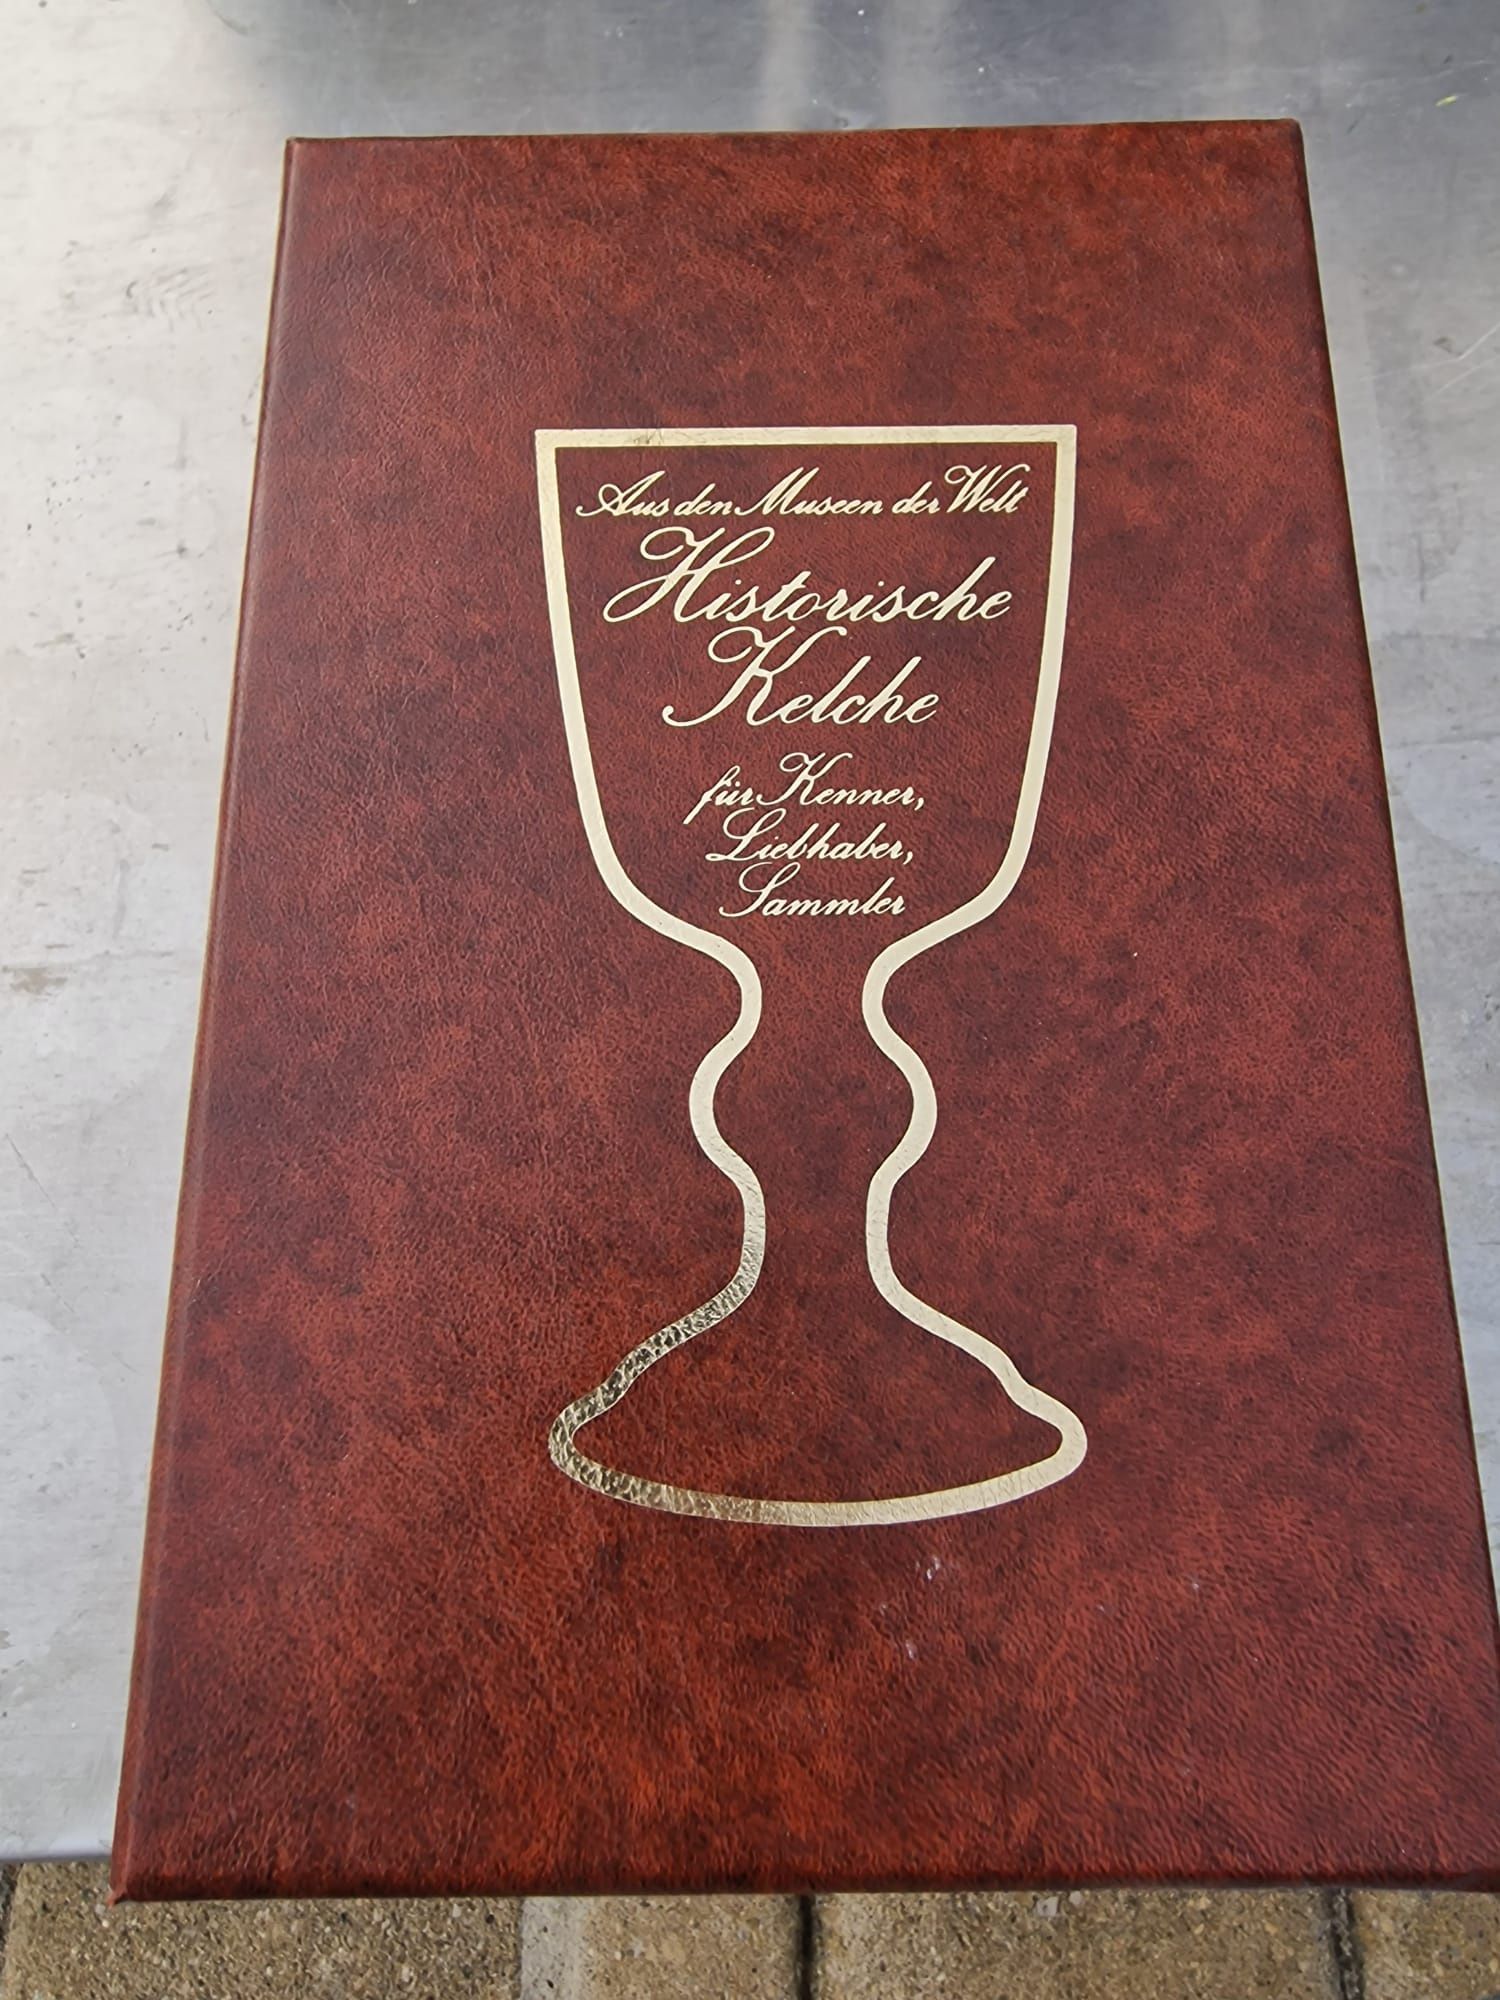 Aus den Museen der Welt
Historische
Kelche
für Kenner,
Liebhaber,
Sammler